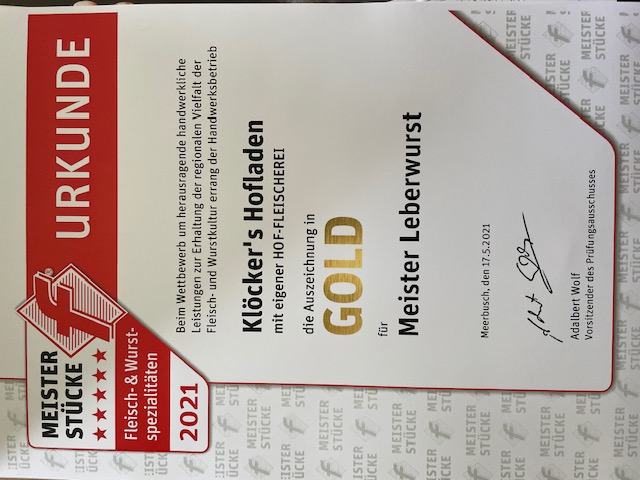 MEISTER
STÜCKE
f®
★★★★★
Fleisch- & Wurst-
spezialitäten
2021
URKUNDE
Beim Wettbewerb um herausragende handwerkliche
Leistungen zur Erhaltung der regionalen Vielfalt der
Fleisch- und Wurstkultur errang der Handwerksbetrieb
Klöcker's Hofladen
mit eigener HOF-FLEISCHEREI
die Auszeichnung in
GOLD
für
Meister Leberwurst
Meerbusch, den 17.5.2021
Adalbert Wolf
Vorsitzender des Prüfungsausschusses